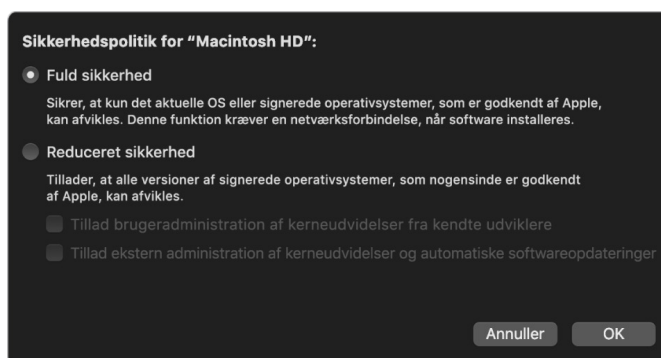 Sikkerhedspolitik for “Macintosh HD”:
Fuld sikkerhed
Sikrer, at kun det aktuelle OS eller signerede operativsystemer, som er godkendt af Apple,
kan afvikles. Denne funktion kræver en netværksforbindelse, når software installeres.
Reduceret sikkerhed
Tillader, at alle versioner af signerede operativsystemer, som nogensinde er godkendt
af Apple, kan afvikles.
Tillad brugeradministration af kerneudvidelser fra kendte udviklere
Tillad ekstern administration af kerneudvidelser og automatiske softwareopdateringer
Annuller OK